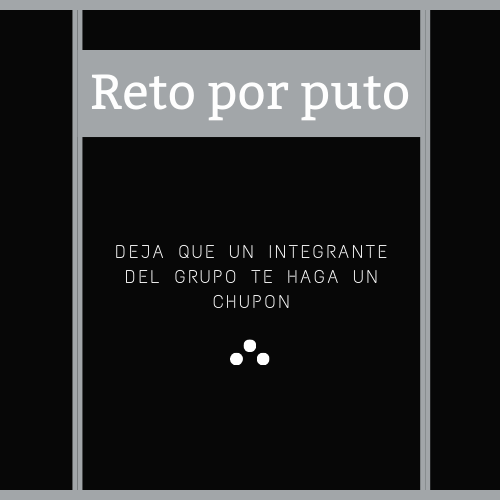 Reto por puto
DEJA QUE UN INTEGRANTE
DEL GRUPO TE HAGA UN
CHUPON